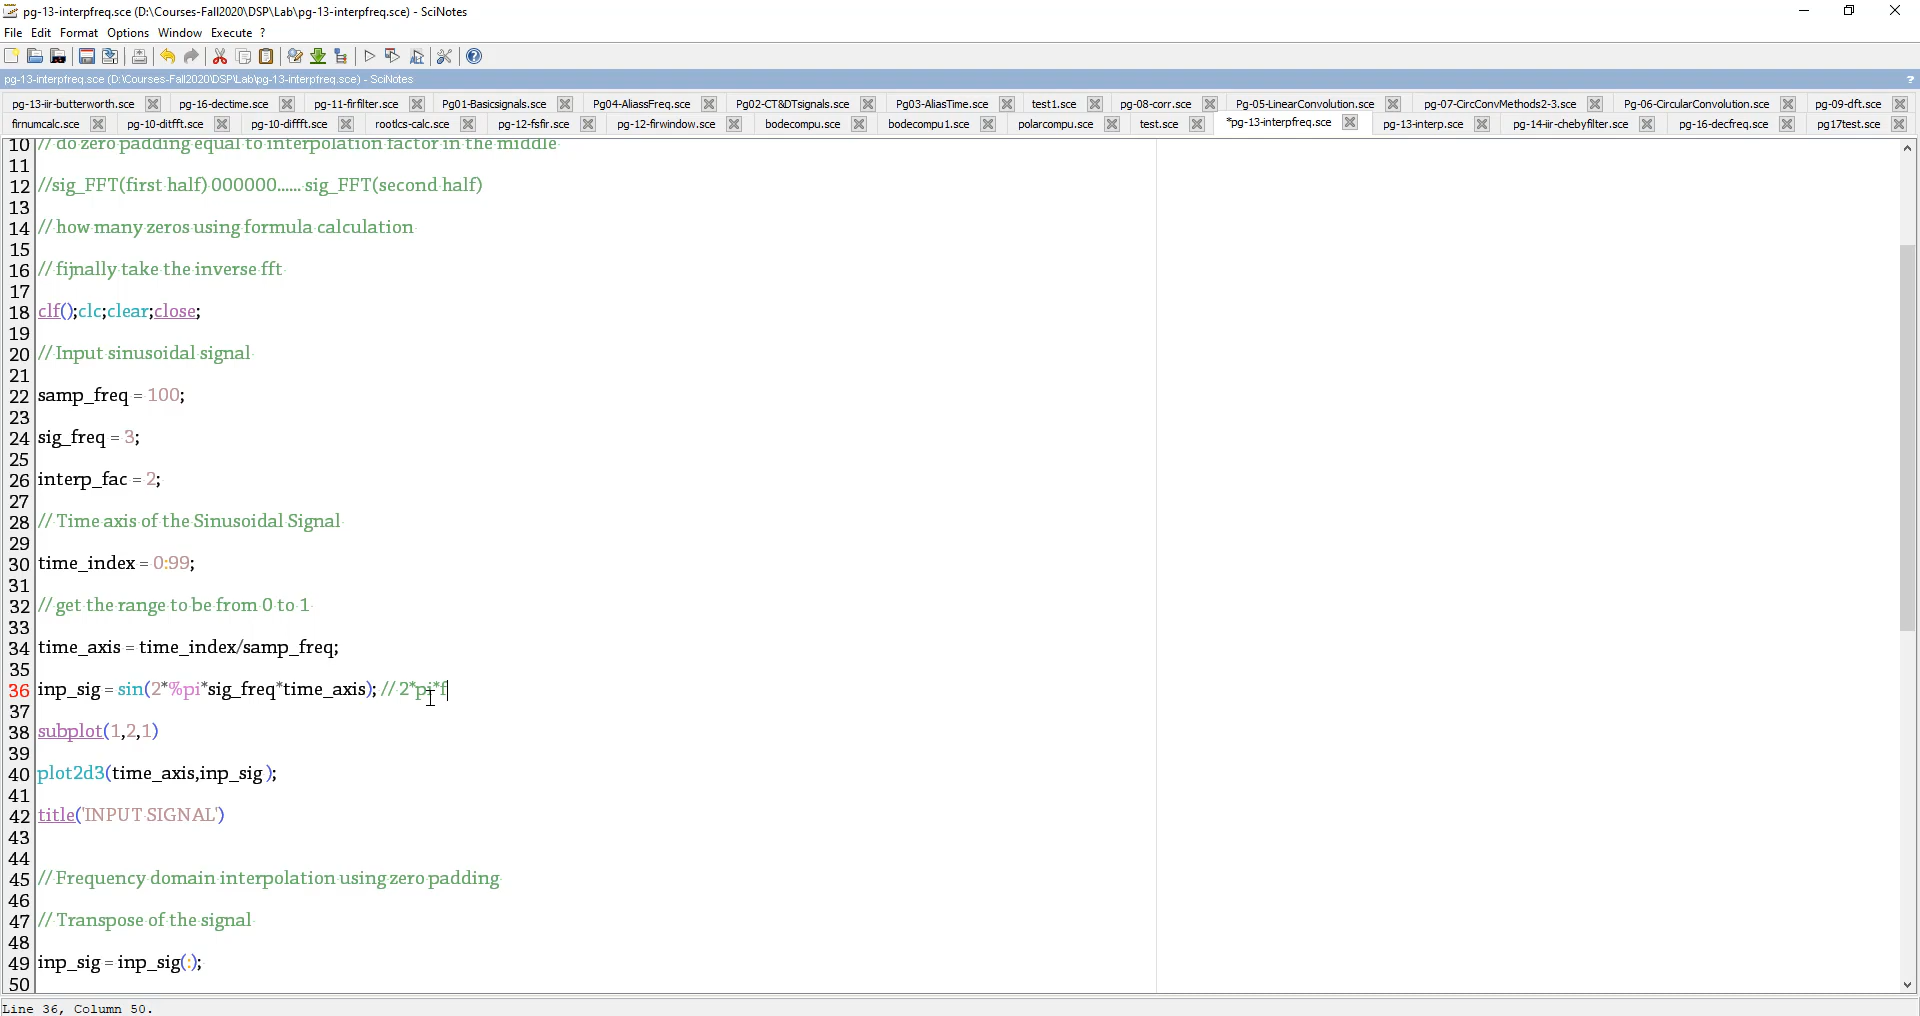 pg-13-interpfreq.sce (D:\Courses-Fall2020\DSP\Lab\pg-13-interpfreq.sce) - SciNotes
File Edit Format Options Window Execute ?
pg-13-interpfreq.sce (D:\Courses-Fall2020\DSP\Lab\pg-13-interpfreq.sce) - SciNotes ?
pg-13-iir-butterworth.sce pg-16-dectime.sce pg-11-firfilter.sce Pg01-Basicsignals.sce Pg04-AliassFreq.sce Pg02-CT&DTsignals.sce Pg03-AliasTime.sce test1.sce pg-08-corr.sce Pg-05-LinearConvolution.sce pg-07-CircConvMethods2-3.sce Pg-06-CircularConvolution.sce pg-09-dft.sce
firnumcalc.sce pg-10-ditfft.sce pg-10-diffft.sce rootlcs-calc.sce pg-12-fsfir.sce pg-12-firwindow.sce bodecompu.sce bodecompu1.sce polarcompu.sce test.sce *pg-13-interpfreq.sce pg-13-interp.sce pg-14-iir-chebyfilter.sce pg-16-decfreq.sce pg17test.sce
10 // do zero padding equal to interpolation factor in the middle
11
12 //sig_FFT(first half) 000000...... sig_FFT(second half)
13
14 // how many zeros using formula calculation
15
16 // fijnally take the inverse fft
17
18 clf();clc;clear;close;
19
20 // Input sinusoidal signal
21
22 samp_freq = 100;
23
24 sig_freq = 3;
25
26 interp_fac = 2;
27
28 // Time axis of the Sinusoidal Signal
29
30 time_index = 0:99;
31
32 // get the range to be from 0 to 1
33
34 time_axis = time_index/samp_freq;
35
36 inp_sig = sin(2*%pi*sig_freq*time_axis); // 2*pi*f
37
38 subplot(1,2,1)
39
40 plot2d3(time_axis,inp_sig );
41
42 title('INPUT SIGNAL')
43
44
45 // Frequency domain interpolation using zero padding
46
47 // Transpose of the signal
48
49 inp_sig = inp_sig(:);
50
Line 36, Column 50.